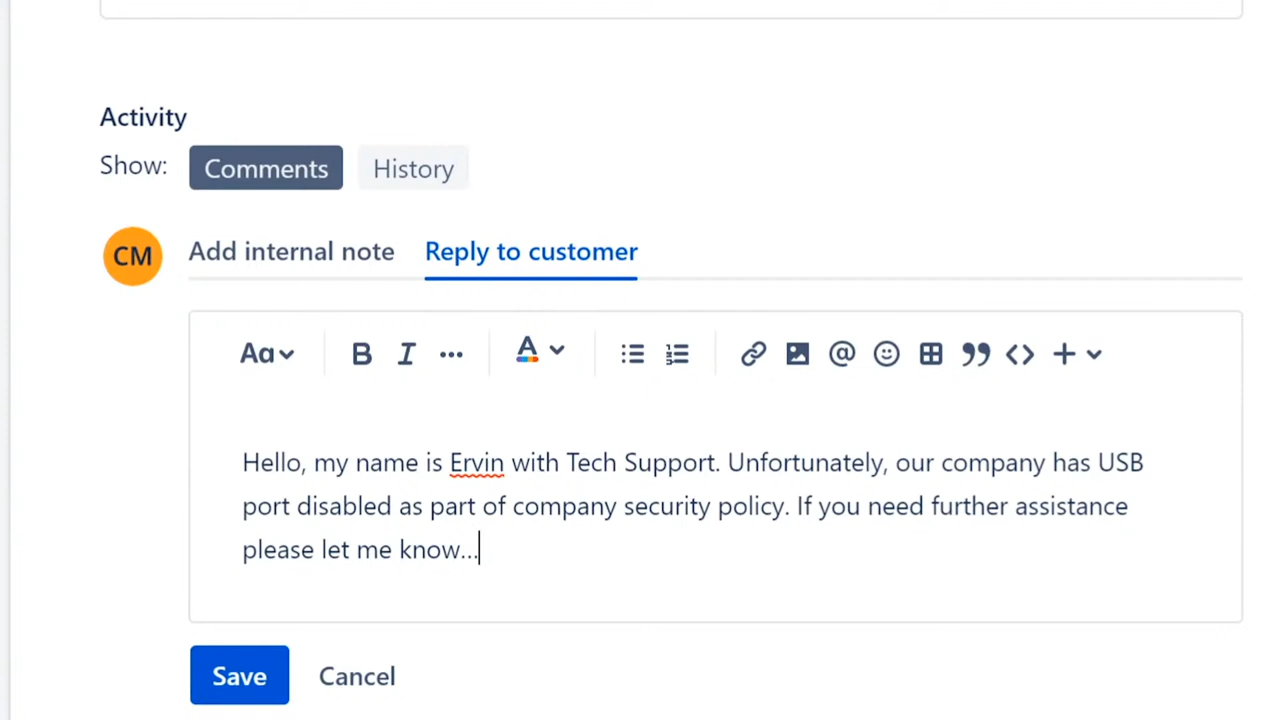 Activity
Show: Comments History
CM Add internal note Reply to customer
Aa B I ... A
Hello, my name is Ervin with Tech Support. Unfortunately, our company has USB
port disabled as part of company security policy. If you need further assistance
please let me know...
Save Cancel